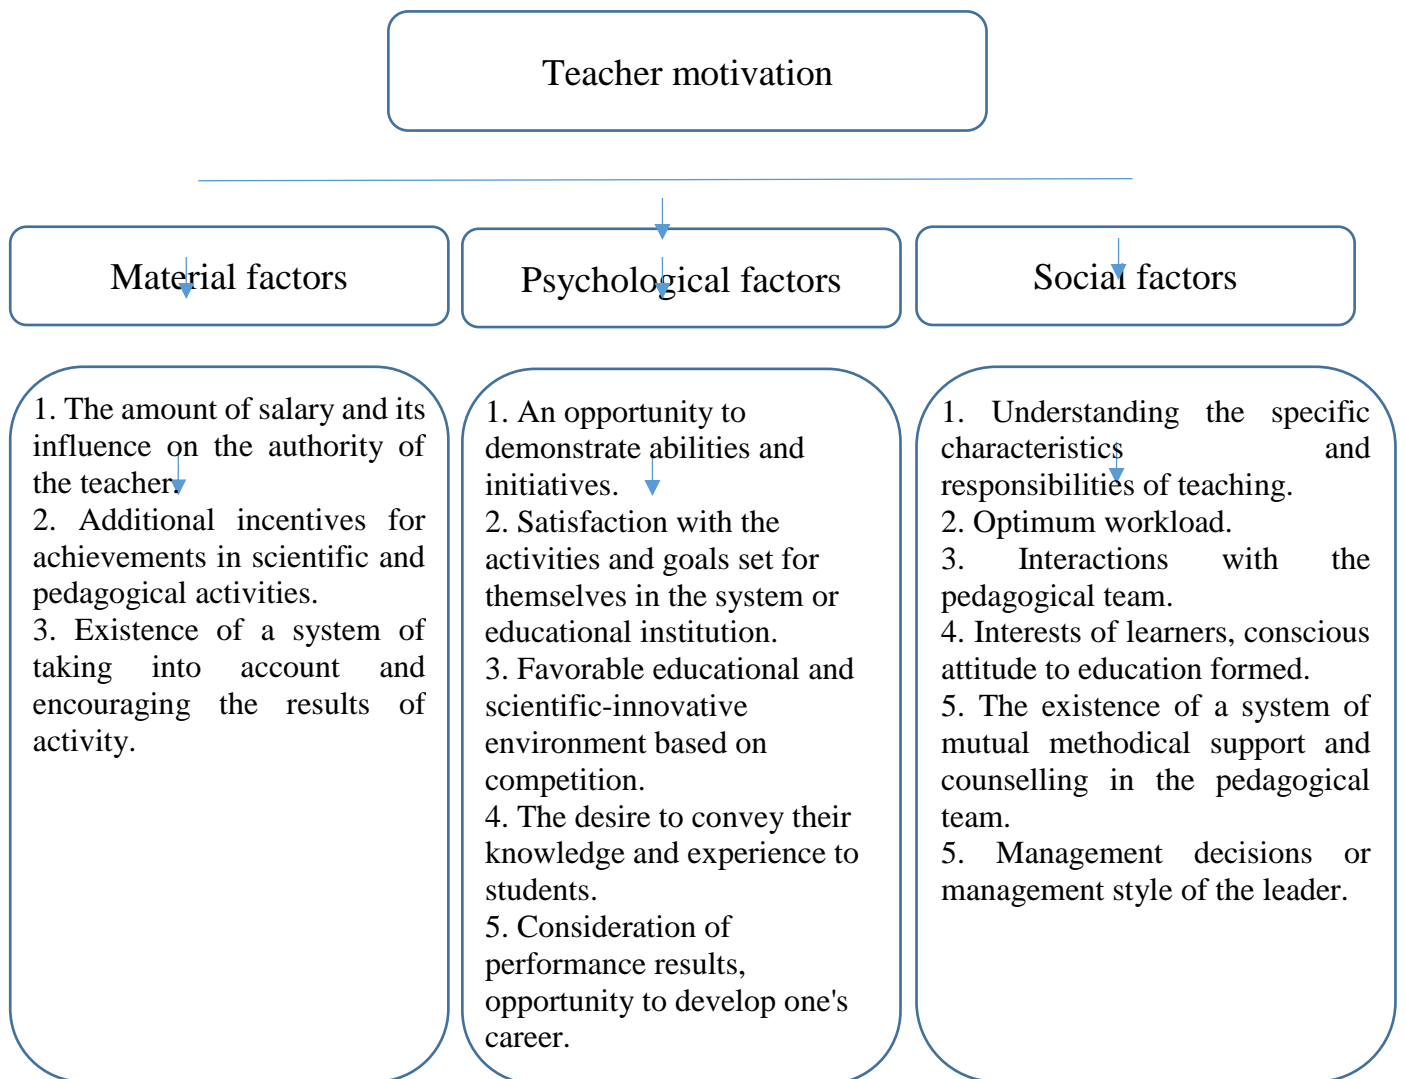 Teacher motivation
Material factors
Psychological factors
Social factors
1. The amount of salary and its
influence on the authority of
the teacher.
2. Additional incentives for
achievements in scientific and
pedagogical activities.
3. Existence of a system of
taking into account and
encouraging the results of
activity.
1. An opportunity to
demonstrate abilities and
initiatives.
2. Satisfaction with the
activities and goals set for
themselves in the system or
educational institution.
3. Favorable educational and
scientific-innovative
environment based on
competition.
4. The desire to convey their
knowledge and experience to
students.
5. Consideration of
performance results,
opportunity to develop one's
career.
1. Understanding the specific
characteristics and
responsibilities of teaching.
2. Optimum workload.
3. Interactions with the
pedagogical team.
4. Interests of learners, conscious
attitude to education formed.
5. The existence of a system of
mutual methodical support and
counselling in the pedagogical
team.
5. Management decisions or
management style of the leader.